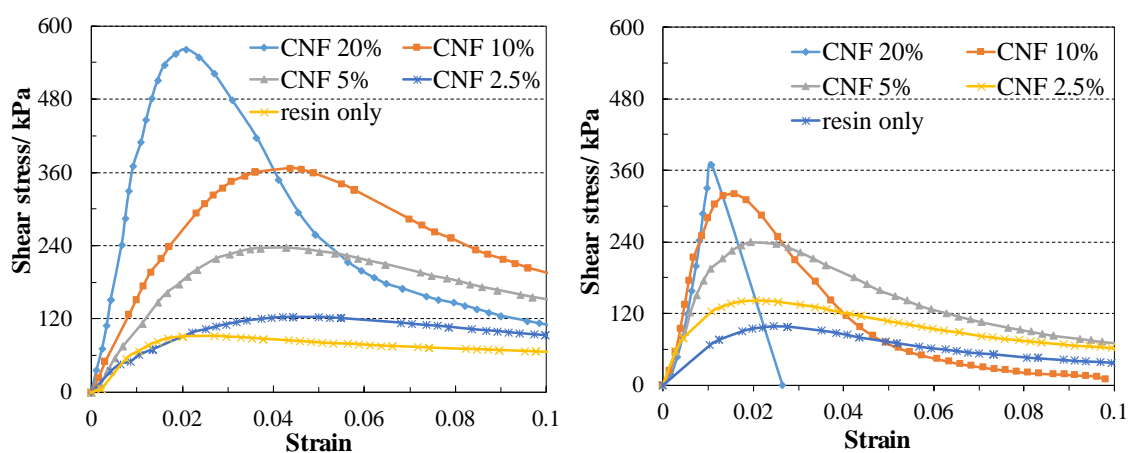 600
480
360
240
120
0
Shear stress/ kPa
CNF 20% CNF 10%
CNF 5% CNF 2.5%
resin only
0 0.02 0.04 0.06 0.08 0.1
Strain
600
480
360
240
120
0
Shear stress/ kPa
CNF 20% CNF 10%
CNF 5% CNF 2.5%
resin only
0 0.02 0.04 0.06 0.08 0.1
Strain